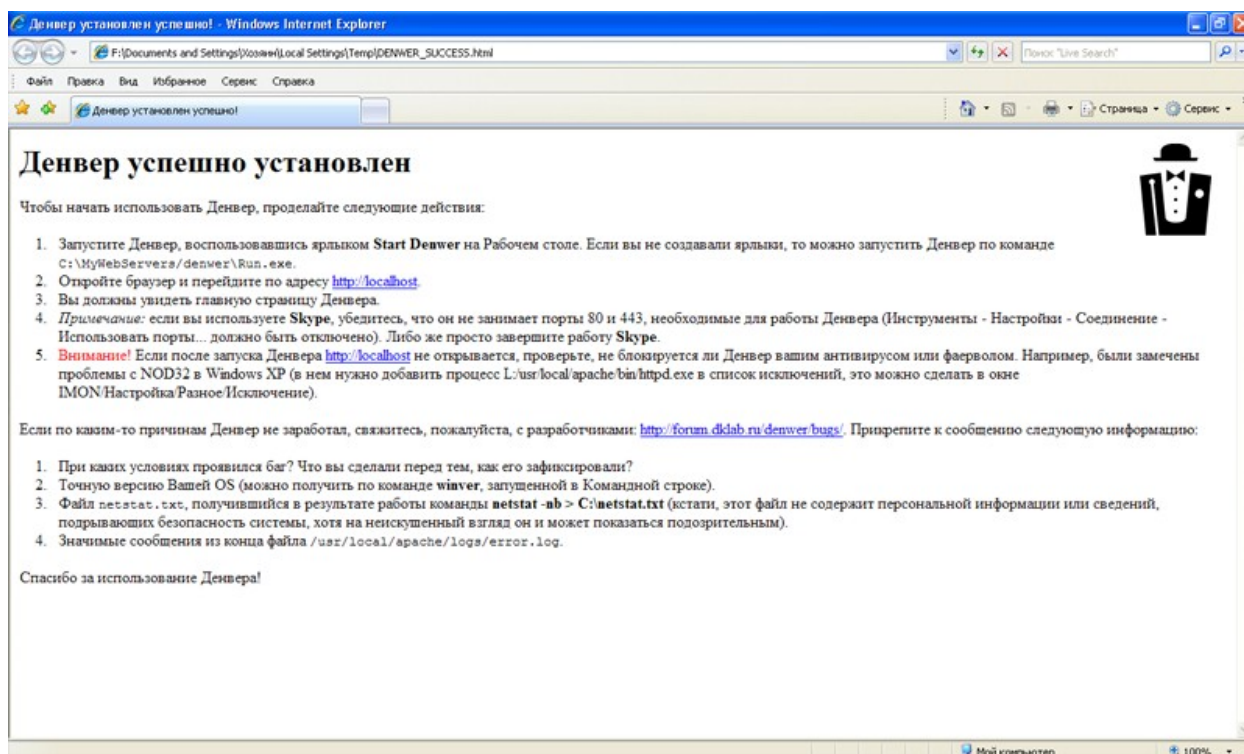 Денвер установлен успешно! - Windows Internet Explorer
F:\Documents and Settings\Хозяин\Local Settings\Temp\DENWER_SUCCESS.html
Поиск "Live Search"
Файл Правка Вид Избранное Сервис Справка
Денвер установлен успешно!
Страница Сервис
Денвер успешно установлен
Чтобы начать использовать Денвер, проделайте следующие действия:
1. Запустите Денвер, воспользовавшись ярлыком Start Denwer на Рабочем столе. Если вы не создавали ярлыки, то можно запустить Денвер по команде
C:\MyWebServers/denwer\Run.exe.
2. Откройте браузер и перейдите по адресу http://localhost.
3. Вы должны увидеть главную страницу Денвера.
4. Примечание: если вы используете Skype, убедитесь, что он не занимает порты 80 и 443, необходимые для работы Денвера (Инструменты - Настройки - Соединение -
Использовать порты... должно быть отключено). Либо же просто завершите работу Skype.
5. Внимание! Если после запуска Денвера http://localhost не открывается, проверьте, не блокируется ли Денвер вашим антивирусом или фаерволом. Например, были замечены
проблемы с NOD32 в Windows XP (в нем нужно добавить процесс L:/usr/local/apache/bin/httpd.exe в список исключений, это можно сделать в окне
IMON/Настройка/Разное/Исключение).
Если по каким-то причинам Денвер не заработал, свяжитесь, пожалуйста, с разработчиками: http://forum.dklab.ru/denwer/bugs/. Прикрепите к сообщению следующую информацию:
1. При каких условиях проявился баг? Что вы сделали перед тем, как его зафиксировали?
2. Точную версию Вашей OS (можно получить по команде winver, запущенной в Командной строке).
3. Файл netstat.txt, получившийся в результате работы команды netstat -nb > C:\netstat.txt (кстати, этот файл не содержит персональной информации или сведений,
подрывающих безопасность системы, хотя на неискушенный взгляд он и может показаться подозрительным).
4. Значимые сообщения из конца файла /usr/local/apache/logs/error.log.
Спасибо за использование Денвера!
Мой компьютер 100%